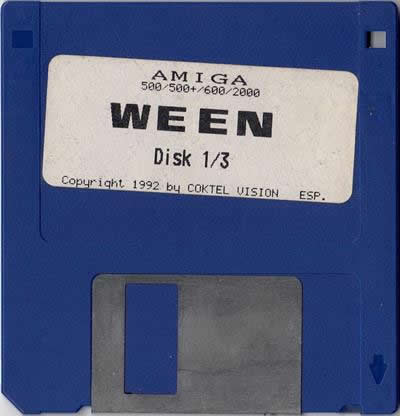 AMIGA
500/500+/600/2000
WEEN
Disk 1/3
Copyright 1992 by COKTEL VISION ESP.